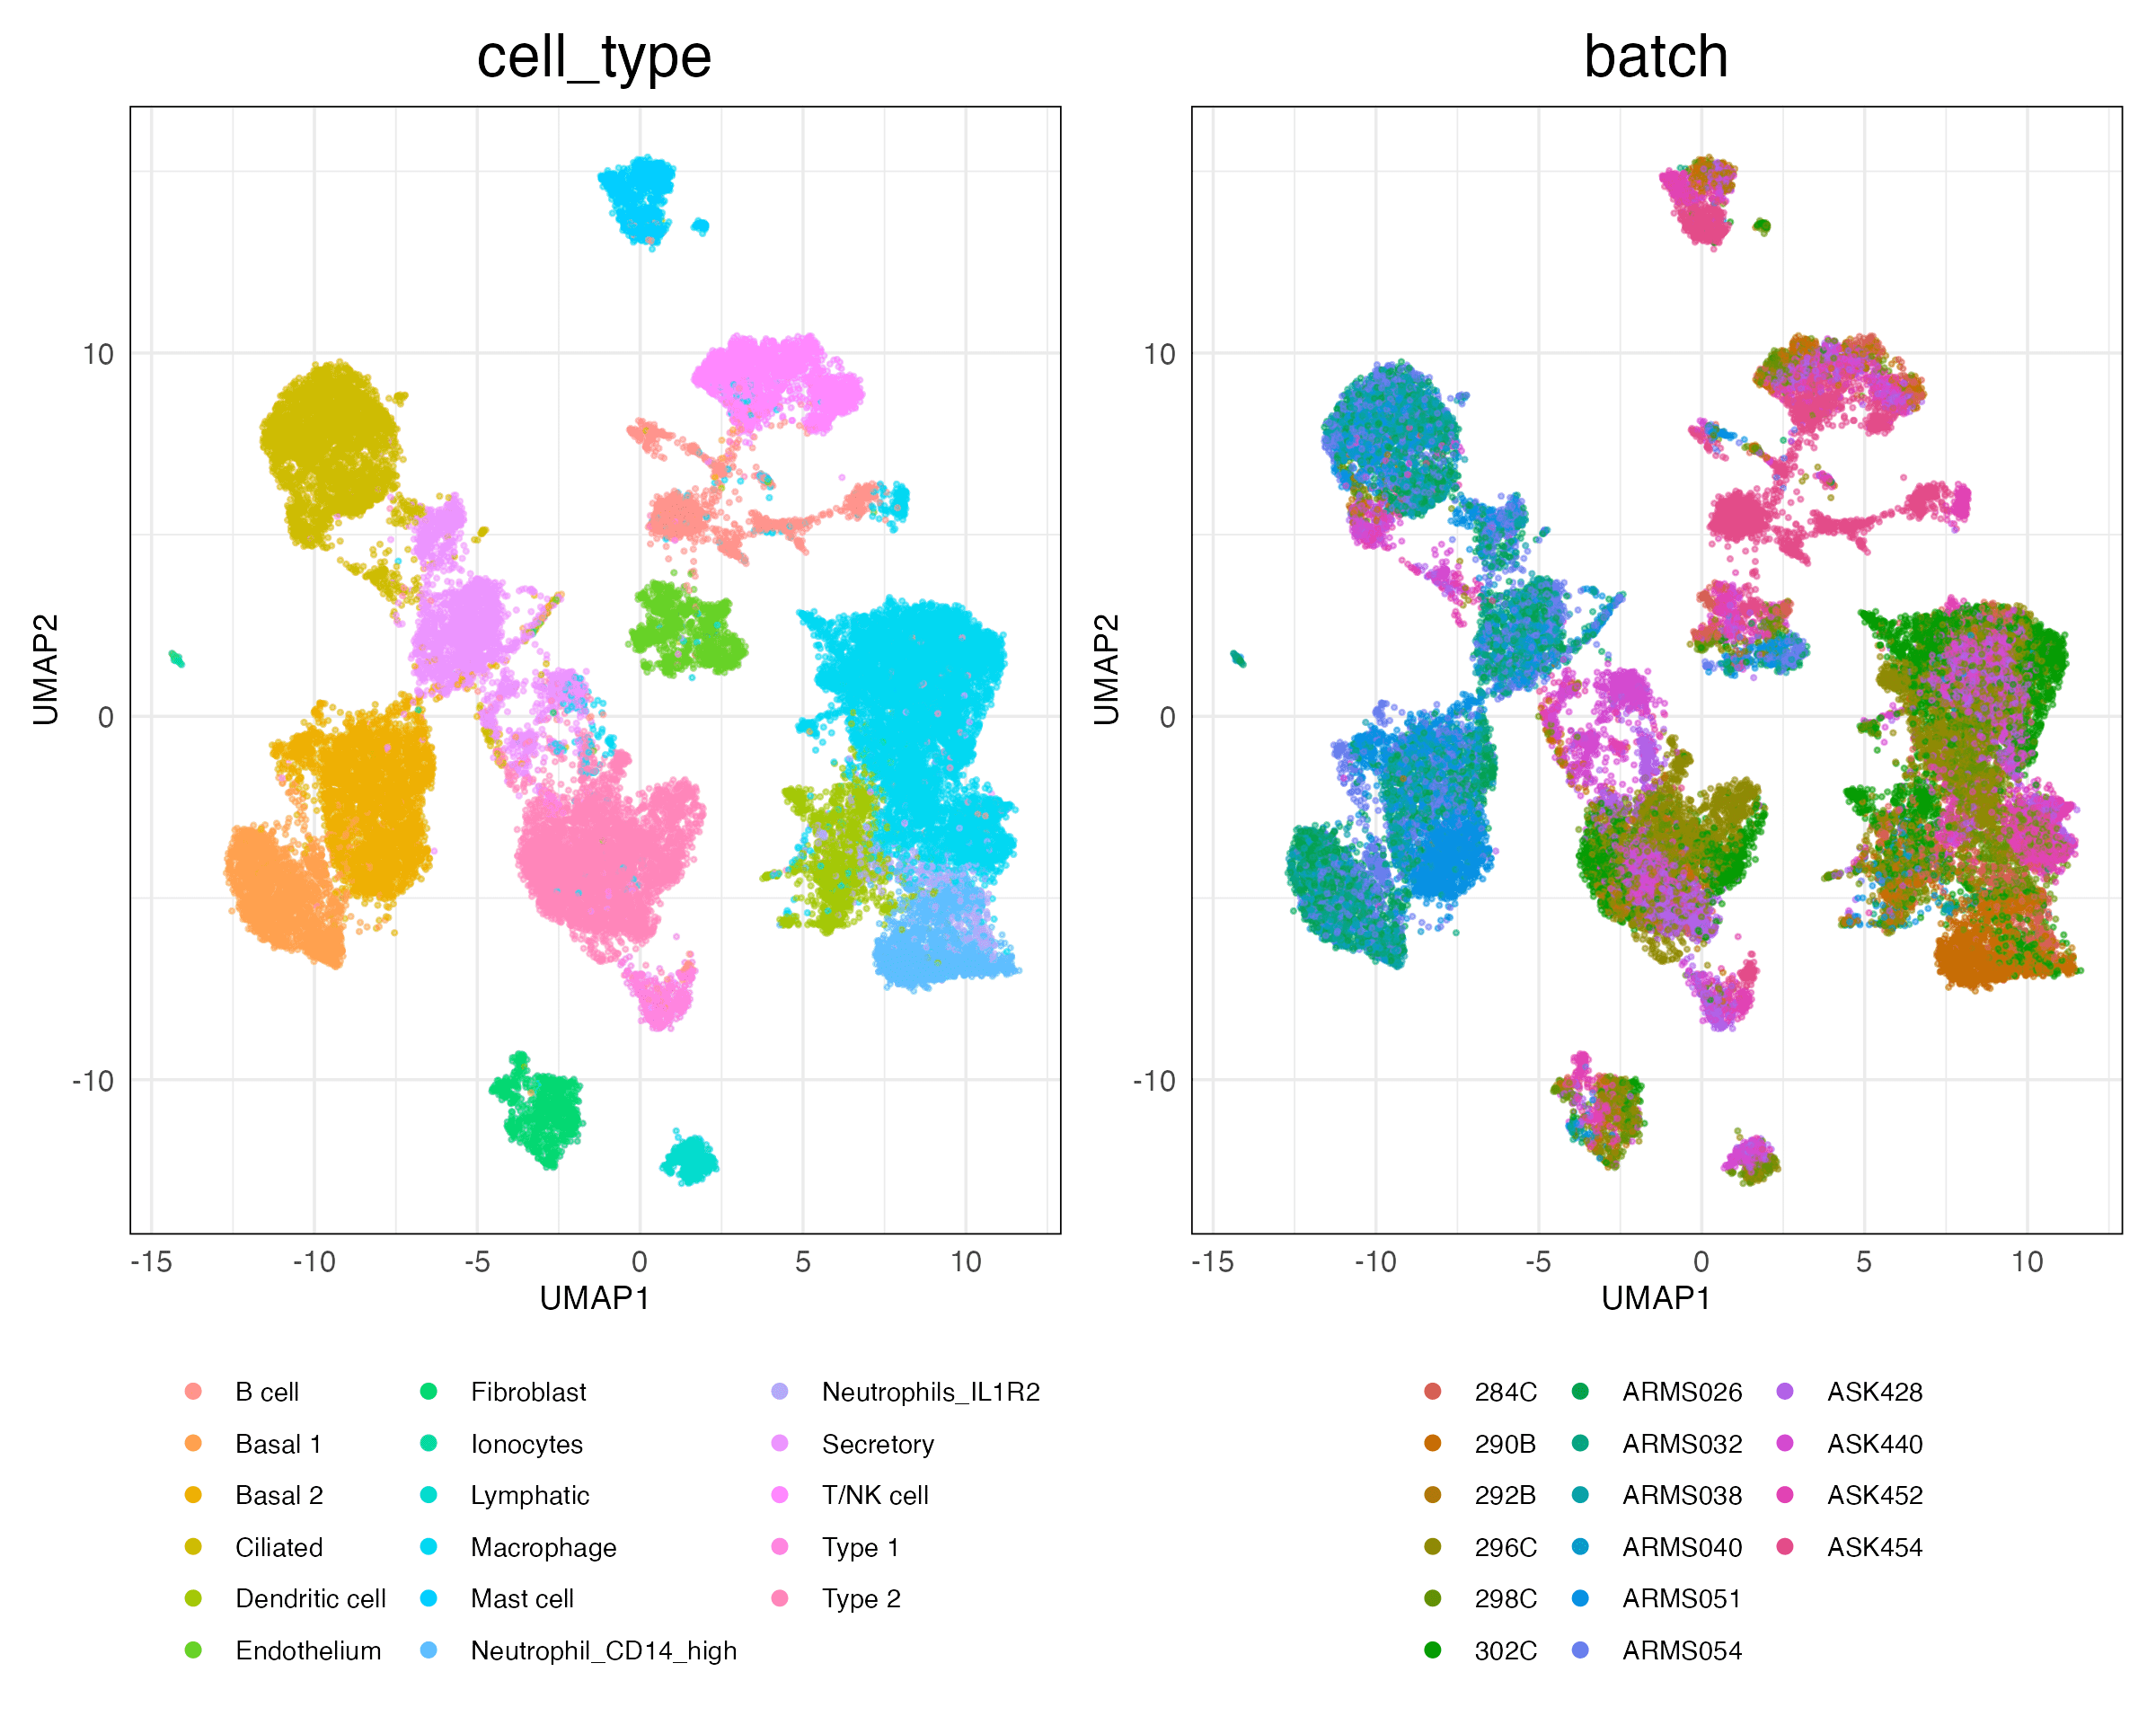 cell_type
batch
UMAP2
10
0
-10
-15 -10 -5 0 5 10
UMAP1
UMAP2
10
0
-10
-15 -10 -5 0 5 10
UMAP1
B cell
Basal 1
Basal 2
Ciliated
Dendritic cell
Endothelium
Fibroblast
Ionocytes
Lymphatic
Macrophage
Mast cell
Neutrophil_CD14_high
Neutrophils_IL1R2
Secretory
T/NK cell
Type 1
Type 2
284C
290B
292B
296C
298C
302C
ARMS026
ARMS032
ARMS038
ARMS040
ARMS051
ARMS054
ASK428
ASK440
ASK452
ASK454